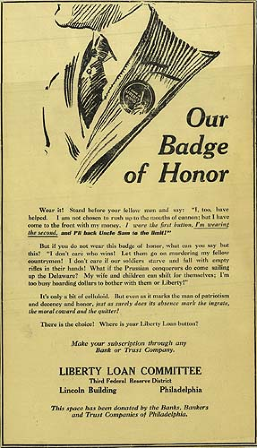 Our
Badge
of Honor
Wear it! Stand before your fellow men and say: "I, too, have
helped. I am not chosen to rush up to the mouths of cannon; but I have
come to the front with my money. I wore the first button, I'm wearing
the second, and I'll back Uncle Sam to the limit!"
But if you do not wear this badge of honor, what can you say but
this? "I don't care who wins! Let them go on murdering my fellow
countrymen! I don't care if our soldiers starve and fall with empty
rifles in their hands! What if the Prussian conquerors do come sailing
up the Delaware? My wife and children can shift for themselves; I'm
too busy hoarding dollars to bother with them or Liberty!"
It's only a bit of celluloid. But even as it marks the man of patriotism
and decency and honor, just as surely does its absence mark the ingrate,
the moral coward and the quitter!
There is the choice! Where is your Liberty Loan button?
Make your subscription through any
Bank or Trust Company.
LIBERTY LOAN COMMITTEE
Third Federal Reserve District
Lincoln Building Philadelphia
This space has been donated by the Banks, Bankers
and Trust Companies of Philadelphia.